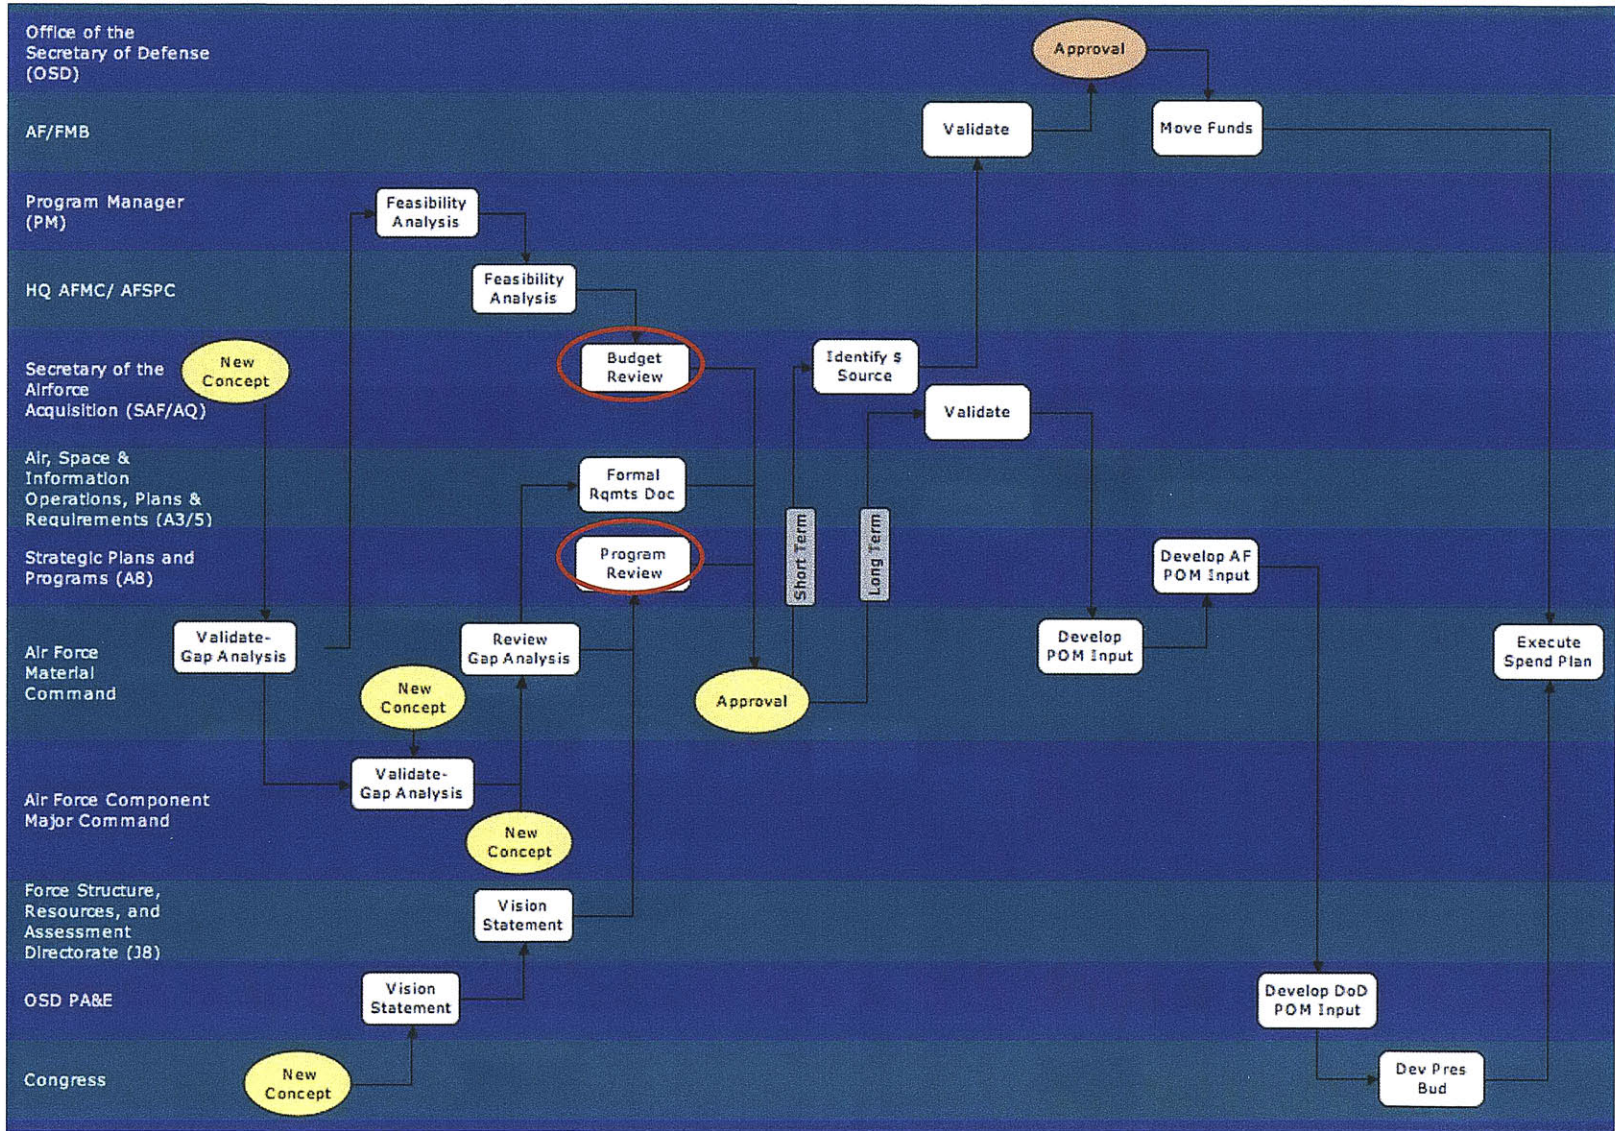 Office of the
Secretary of Defense
(OSD)
Approval
AF/FMB
Validate
Move Funds
Program Manager
(PM)
Feasibility
Analysis
HQ AFMC/ AFSPC
Feasibility
Analysis
Secretary of the
Airforce
Acquisition (SAF/AQ)
New
Concept
Budget
Review
Identify $
Source
Validate
Air, Space &
Information
Operations, Plans &
Requirements (A3/5)
Formal
Rqmts Doc
Strategic Plans and
Programs (A8)
Program
Review
Short Term
Long Term
Develop AF
POM Input
Air Force
Material
Command
Validate-
Gap Analysis
Review
Gap Analysis
New
Concept
Approval
Develop
POM Input
Execute
Spend Plan
Air Force Component
Major Command
Validate-
Gap Analysis
New
Concept
Force Structure,
Resources, and
Assessment
Directorate (J8)
Vision
Statement
OSD PA&E
Vision
Statement
Develop DoD
POM Input
Congress
New
Concept
Dev Pres
Bud